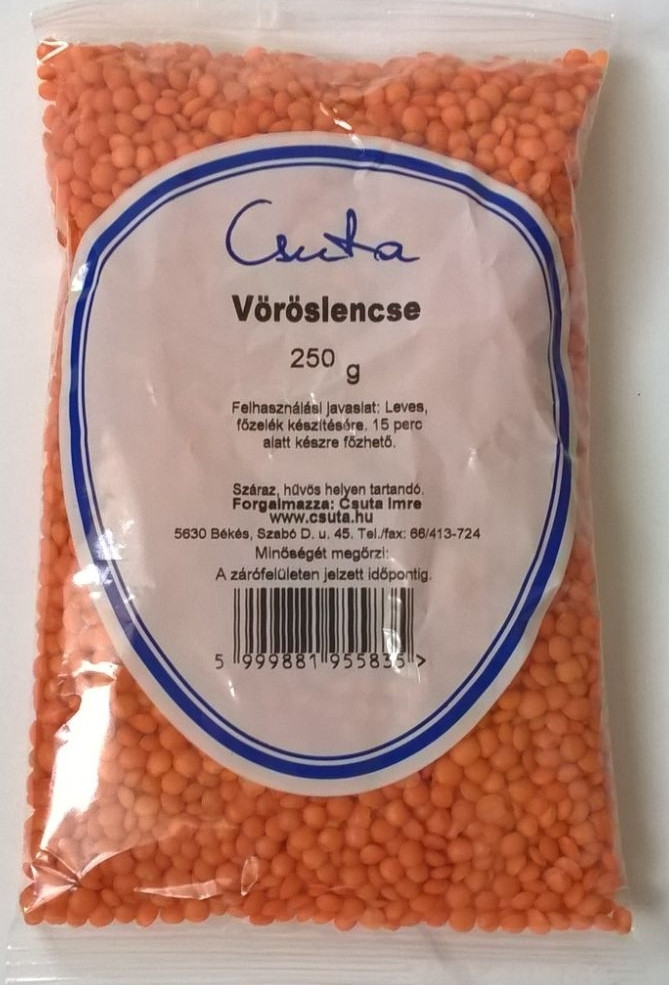 Csuta
Vöröslencse
250 g
Felhasználási javaslat: Leves,
főzelék készítésére. 15 perc
alatt készre főzhető.
Száraz, hűvös helyen tartandó.
Forgalmazza: Csuta Imre
www.csuta.hu
5630 Békés, Szabó D. u. 45. Tel./fax: 66/413-724
Minőségét megőrzi:
A zárófelületen jelzett időpontig.
5 999881 955835 >